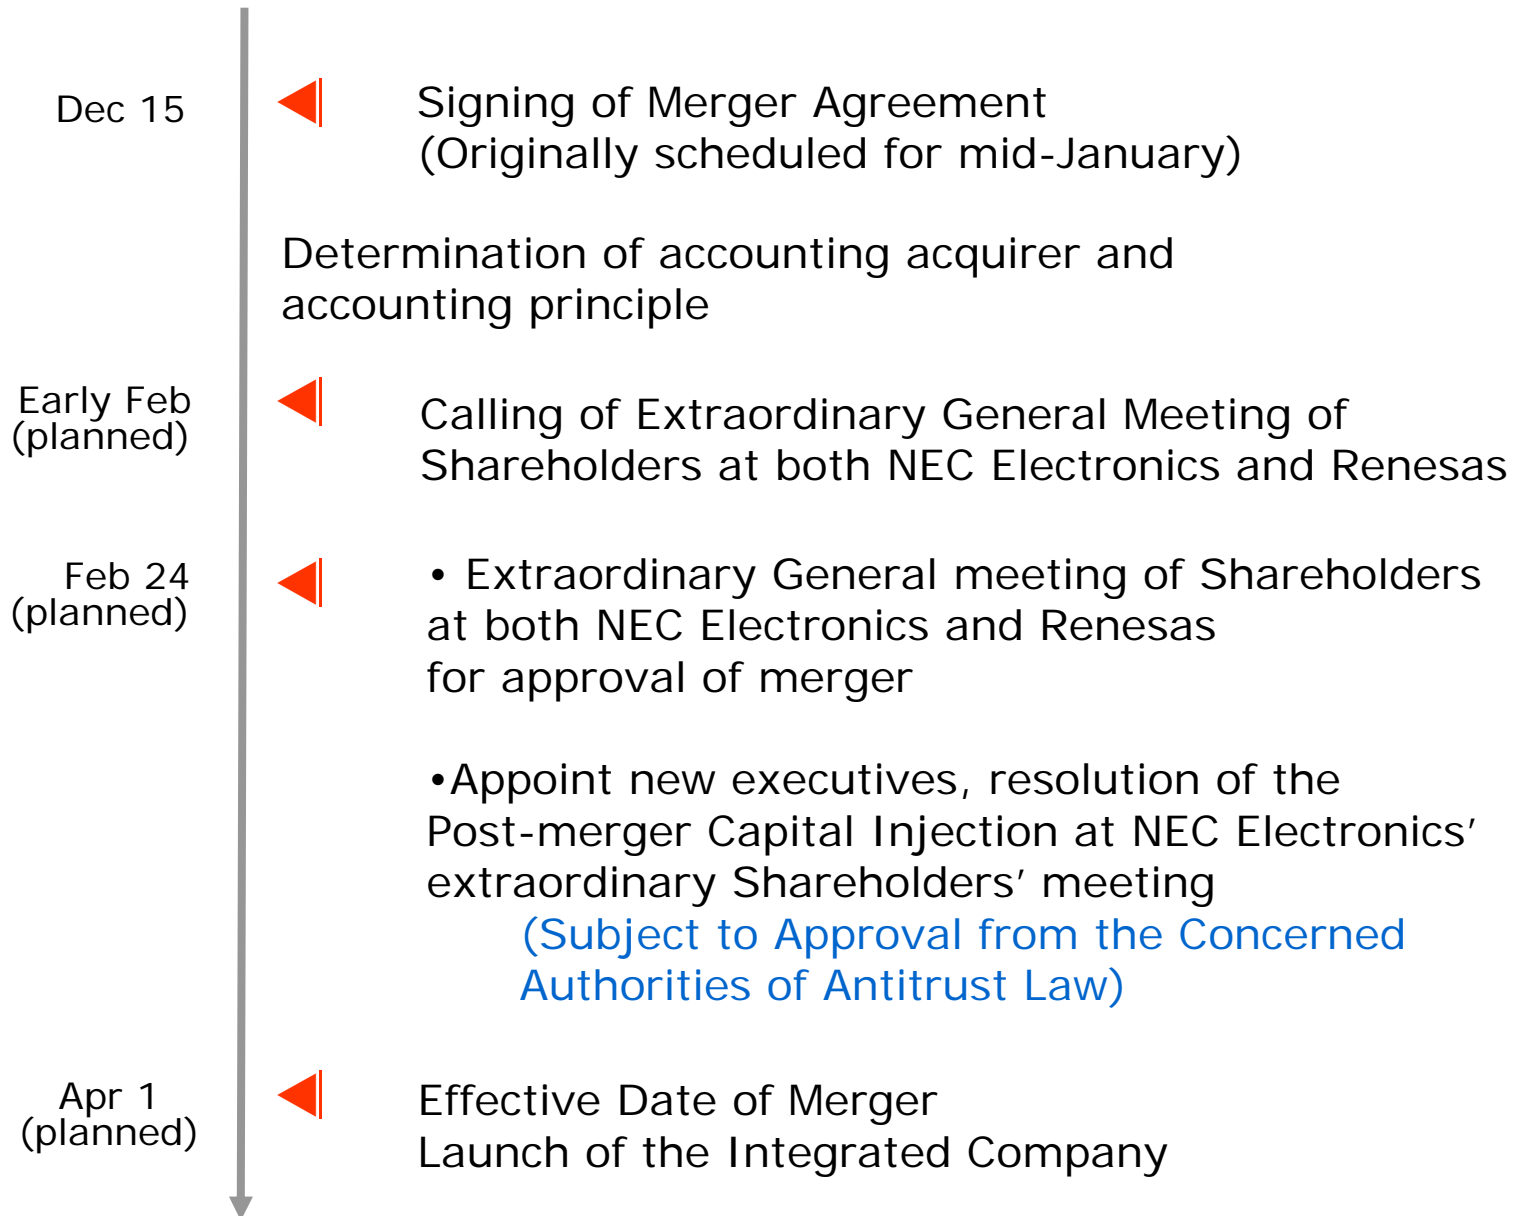 Dec 15
Signing of Merger Agreement
(Originally scheduled for mid-January)
Determination of accounting acquirer and
accounting principle
Early Feb
(planned)
Calling of Extraordinary General Meeting of
Shareholders at both NEC Electronics and Renesas
Feb 24
(planned)
• Extraordinary General meeting of Shareholders
at both NEC Electronics and Renesas
for approval of merger
•Appoint new executives, resolution of the
Post-merger Capital Injection at NEC Electronics’
extraordinary Shareholders’ meeting
(Subject to Approval from the Concerned
Authorities of Antitrust Law)
Apr 1
(planned)
Effective Date of Merger
Launch of the Integrated Company